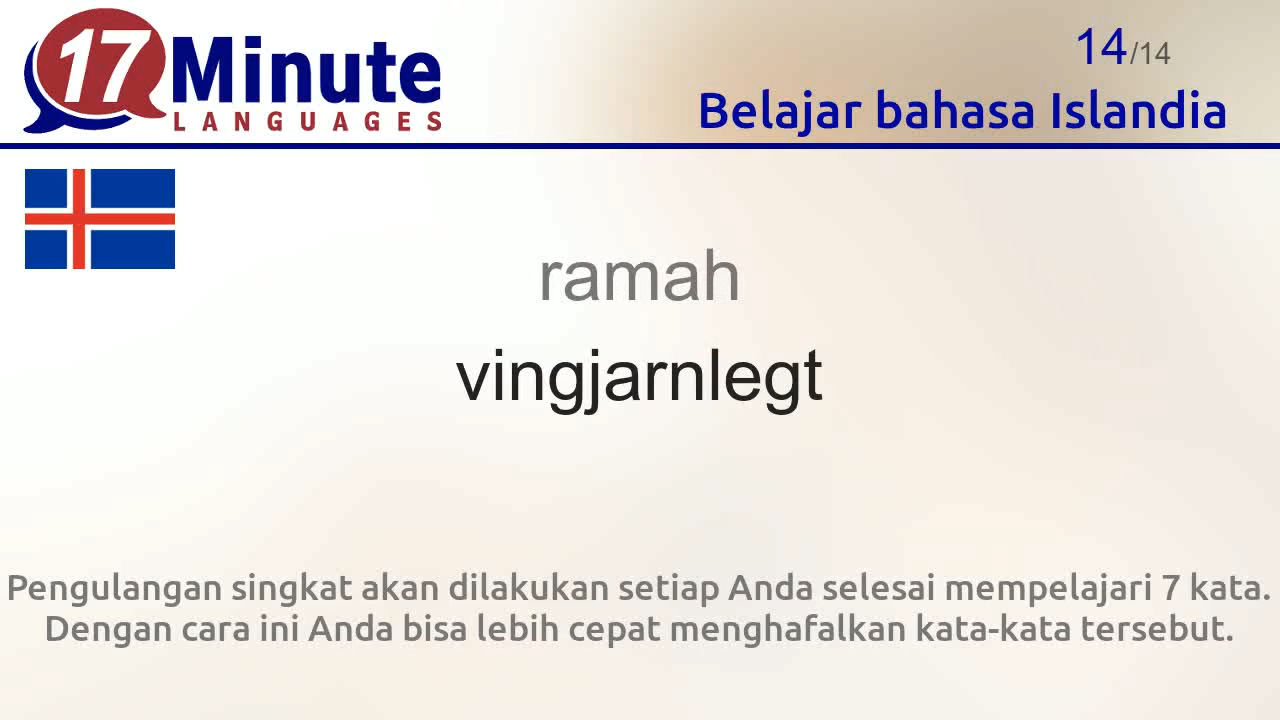 17 Minute
LANGUAGES
14/14
Belajar bahasa Islandia
ramah
vingjarnlegt
Pengulangan singkat akan dilakukan setiap Anda selesai mempelajari 7 kata.
Dengan cara ini Anda bisa lebih cepat menghafalkan kata-kata tersebut.